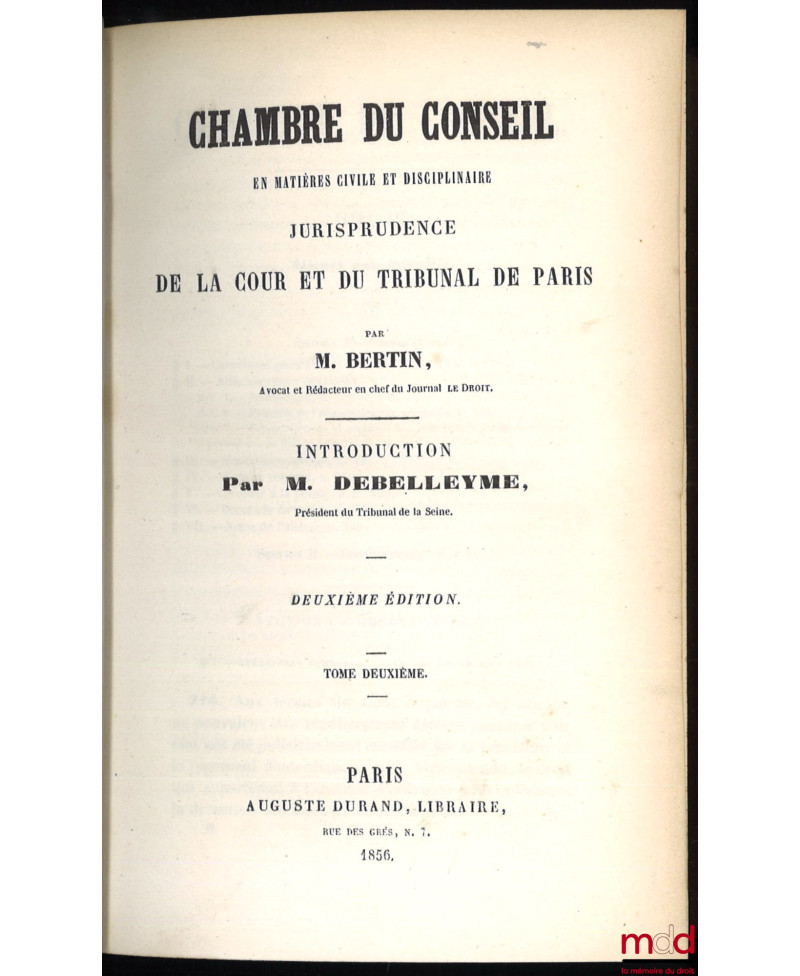 CHAMBRE DU CONSEIL
EN MATIÈRES CIVILE ET DISCIPLINAIRE
JURISPRUDENCE
DE LA COUR ET DU TRIBUNAL DE PARIS
PAR
M. BERTIN,
Avocat et Rédacteur en chef du Journal LE DROIT.
INTRODUCTION
Par M. DEBELLEYME,
Président du Tribunal de la Seine.
DEUXIÈME ÉDITION.
TOME DEUXIÈME.
PARIS
AUGUSTE DURAND, LIBRAIRE,
RUE DES GRÉS, N. 7.
1856.
mdd
la mémoire du droit